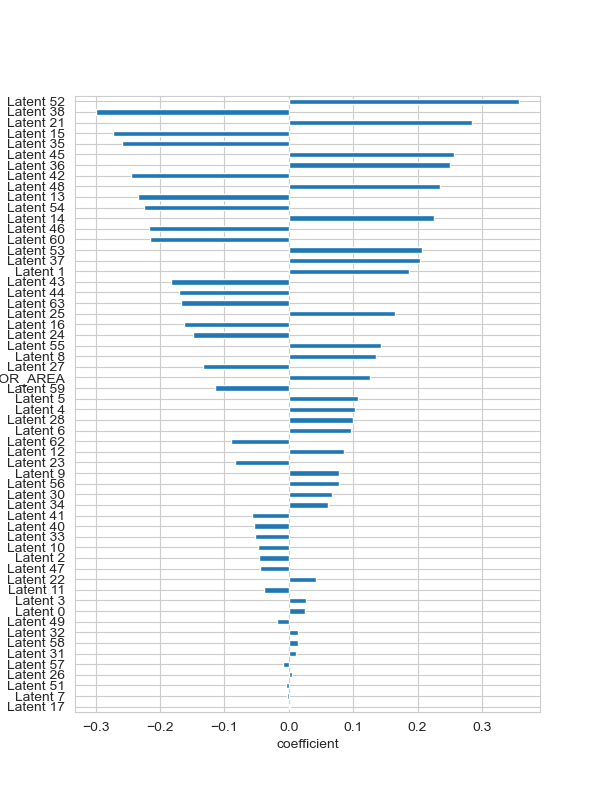 Latent 52
Latent 38
Latent 21
Latent 15
Latent 35
Latent 45
Latent 36
Latent 42
Latent 48
Latent 13
Latent 54
Latent 14
Latent 46
Latent 60
Latent 53
Latent 37
Latent 1
Latent 43
Latent 44
Latent 63
Latent 25
Latent 16
Latent 24
Latent 55
Latent 8
Latent 27
OR_AREA
Latent 59
Latent 5
Latent 4
Latent 28
Latent 6
Latent 62
Latent 12
Latent 23
Latent 9
Latent 56
Latent 30
Latent 34
Latent 41
Latent 40
Latent 33
Latent 10
Latent 2
Latent 47
Latent 22
Latent 11
Latent 3
Latent 0
Latent 49
Latent 32
Latent 58
Latent 31
Latent 57
Latent 26
Latent 51
Latent 7
Latent 17
−0.3 −0.2 −0.1 0.0 0.1 0.2 0.3
coefficient